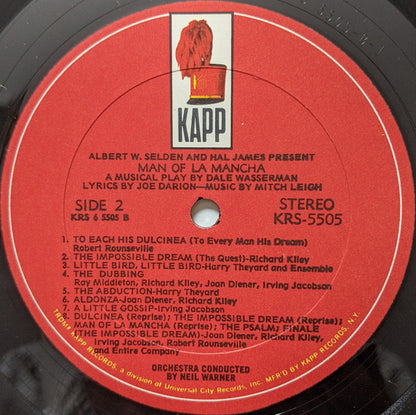 KAPP
ALBERT W. SELDEN AND HAL JAMES PRESENT
MAN OF LA MANCHA
A MUSICAL PLAY BY DALE WASSERMAN
LYRICS BY JOE DARION—MUSIC BY MITCH LEIGH
SIDE 2
KRS 6 5505 B
STEREO
KRS-5505
1. TO EACH HIS DULCINEA (To Every Man His Dream)
Robert Rounseville
2. THE IMPOSSIBLE DREAM (The Quest)-Richard Kiley
3. LITTLE BIRD, LITTLE BIRD-Harry Theyard and Ensemble
4. THE DUBBING
Ray Middleton, Richard Kiley, Joan Diener, Irving Jacobson
5. THE ABDUCTION-Harry Theyard
6. ALDONZA-Joan Diener, Richard Kiley
7. A LITTLE GOSSIP-Irving Jacobson
8. DULCINEA (Reprise); THE IMPOSSIBLE DREAM (Reprise);
MAN OF LA MANCHA (Reprise); THE PSALM; FINALE
(THE IMPOSSIBLE DREAM)-Joan Diener, Richard Kiley,
Irving Jacobson, Robert Rounseville
and Entire Company
ORCHESTRA CONDUCTED
BY NEIL WARNER
KAPP RECORDS, a division of Universal City Records, Inc. MF'D BY KAPP RECORDS, N.Y.